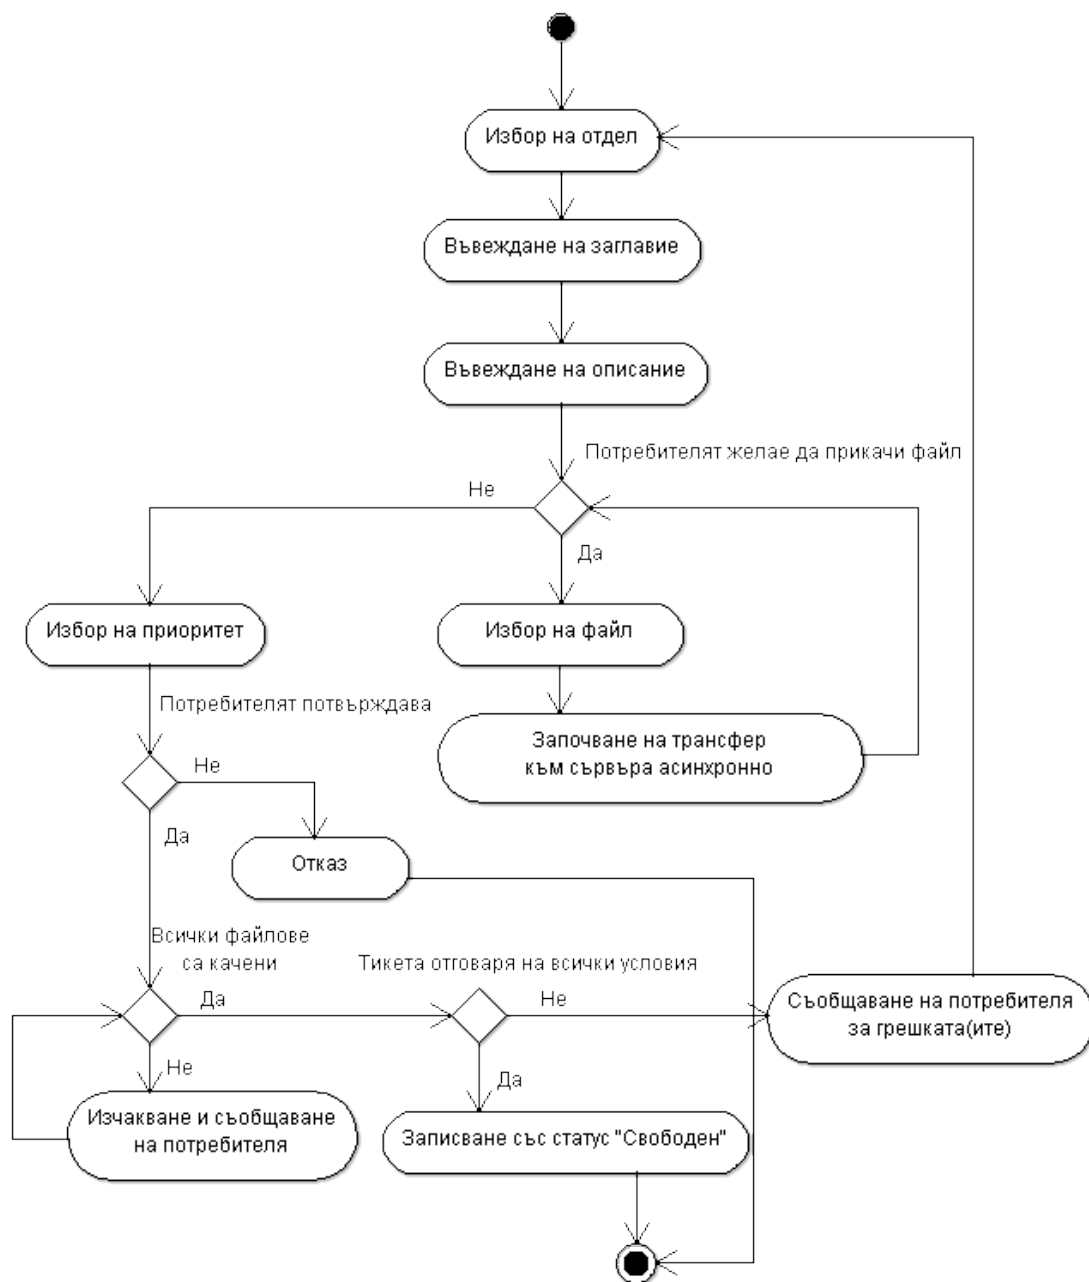 Избор на отдел
Въвеждане на заглавие
Въвеждане на описание
Потребителят желае да прикачи файл
Не
Да
Избор на приоритет
Избор на файл
Потребителят потвърждава
Започване на трансфер
към сървъра асинхронно
Не
Да
Отказ
Всички файлове
са качени
Тикета отговаря на всички условия
Да
Не
Съобщаване на потребителя
за грешката(ите)
Не
Да
Изчакване и съобщаване
на потребителя
Записване със статус "Свободен"